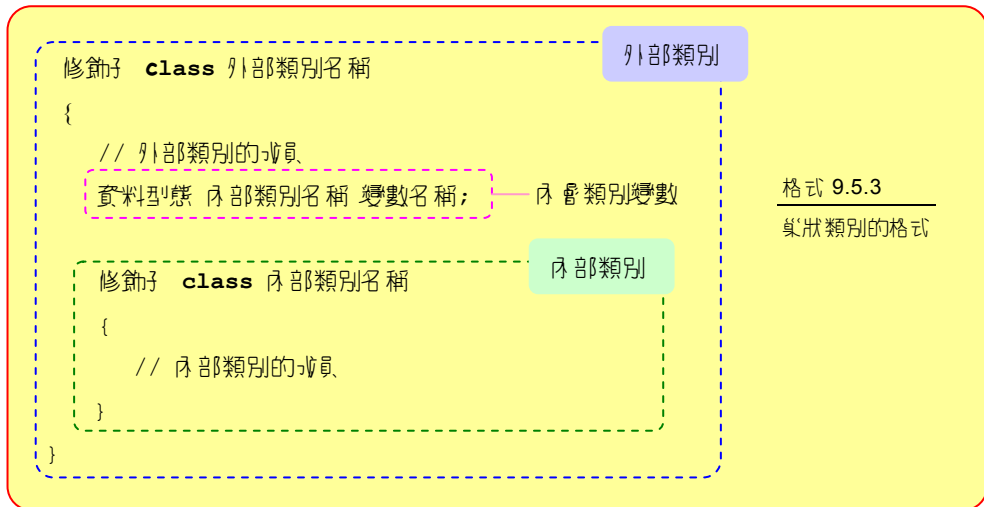 外部類別
修飾子 class 外部類別名稱
{
// 外部類別的成員
資料型態 內部類別名稱 變數名稱;
內層類別變數
格式 9.5.3
巢狀類別的格式
內部類別
修飾子 class 內部類別名稱
{
// 內部類別的成員
}
}